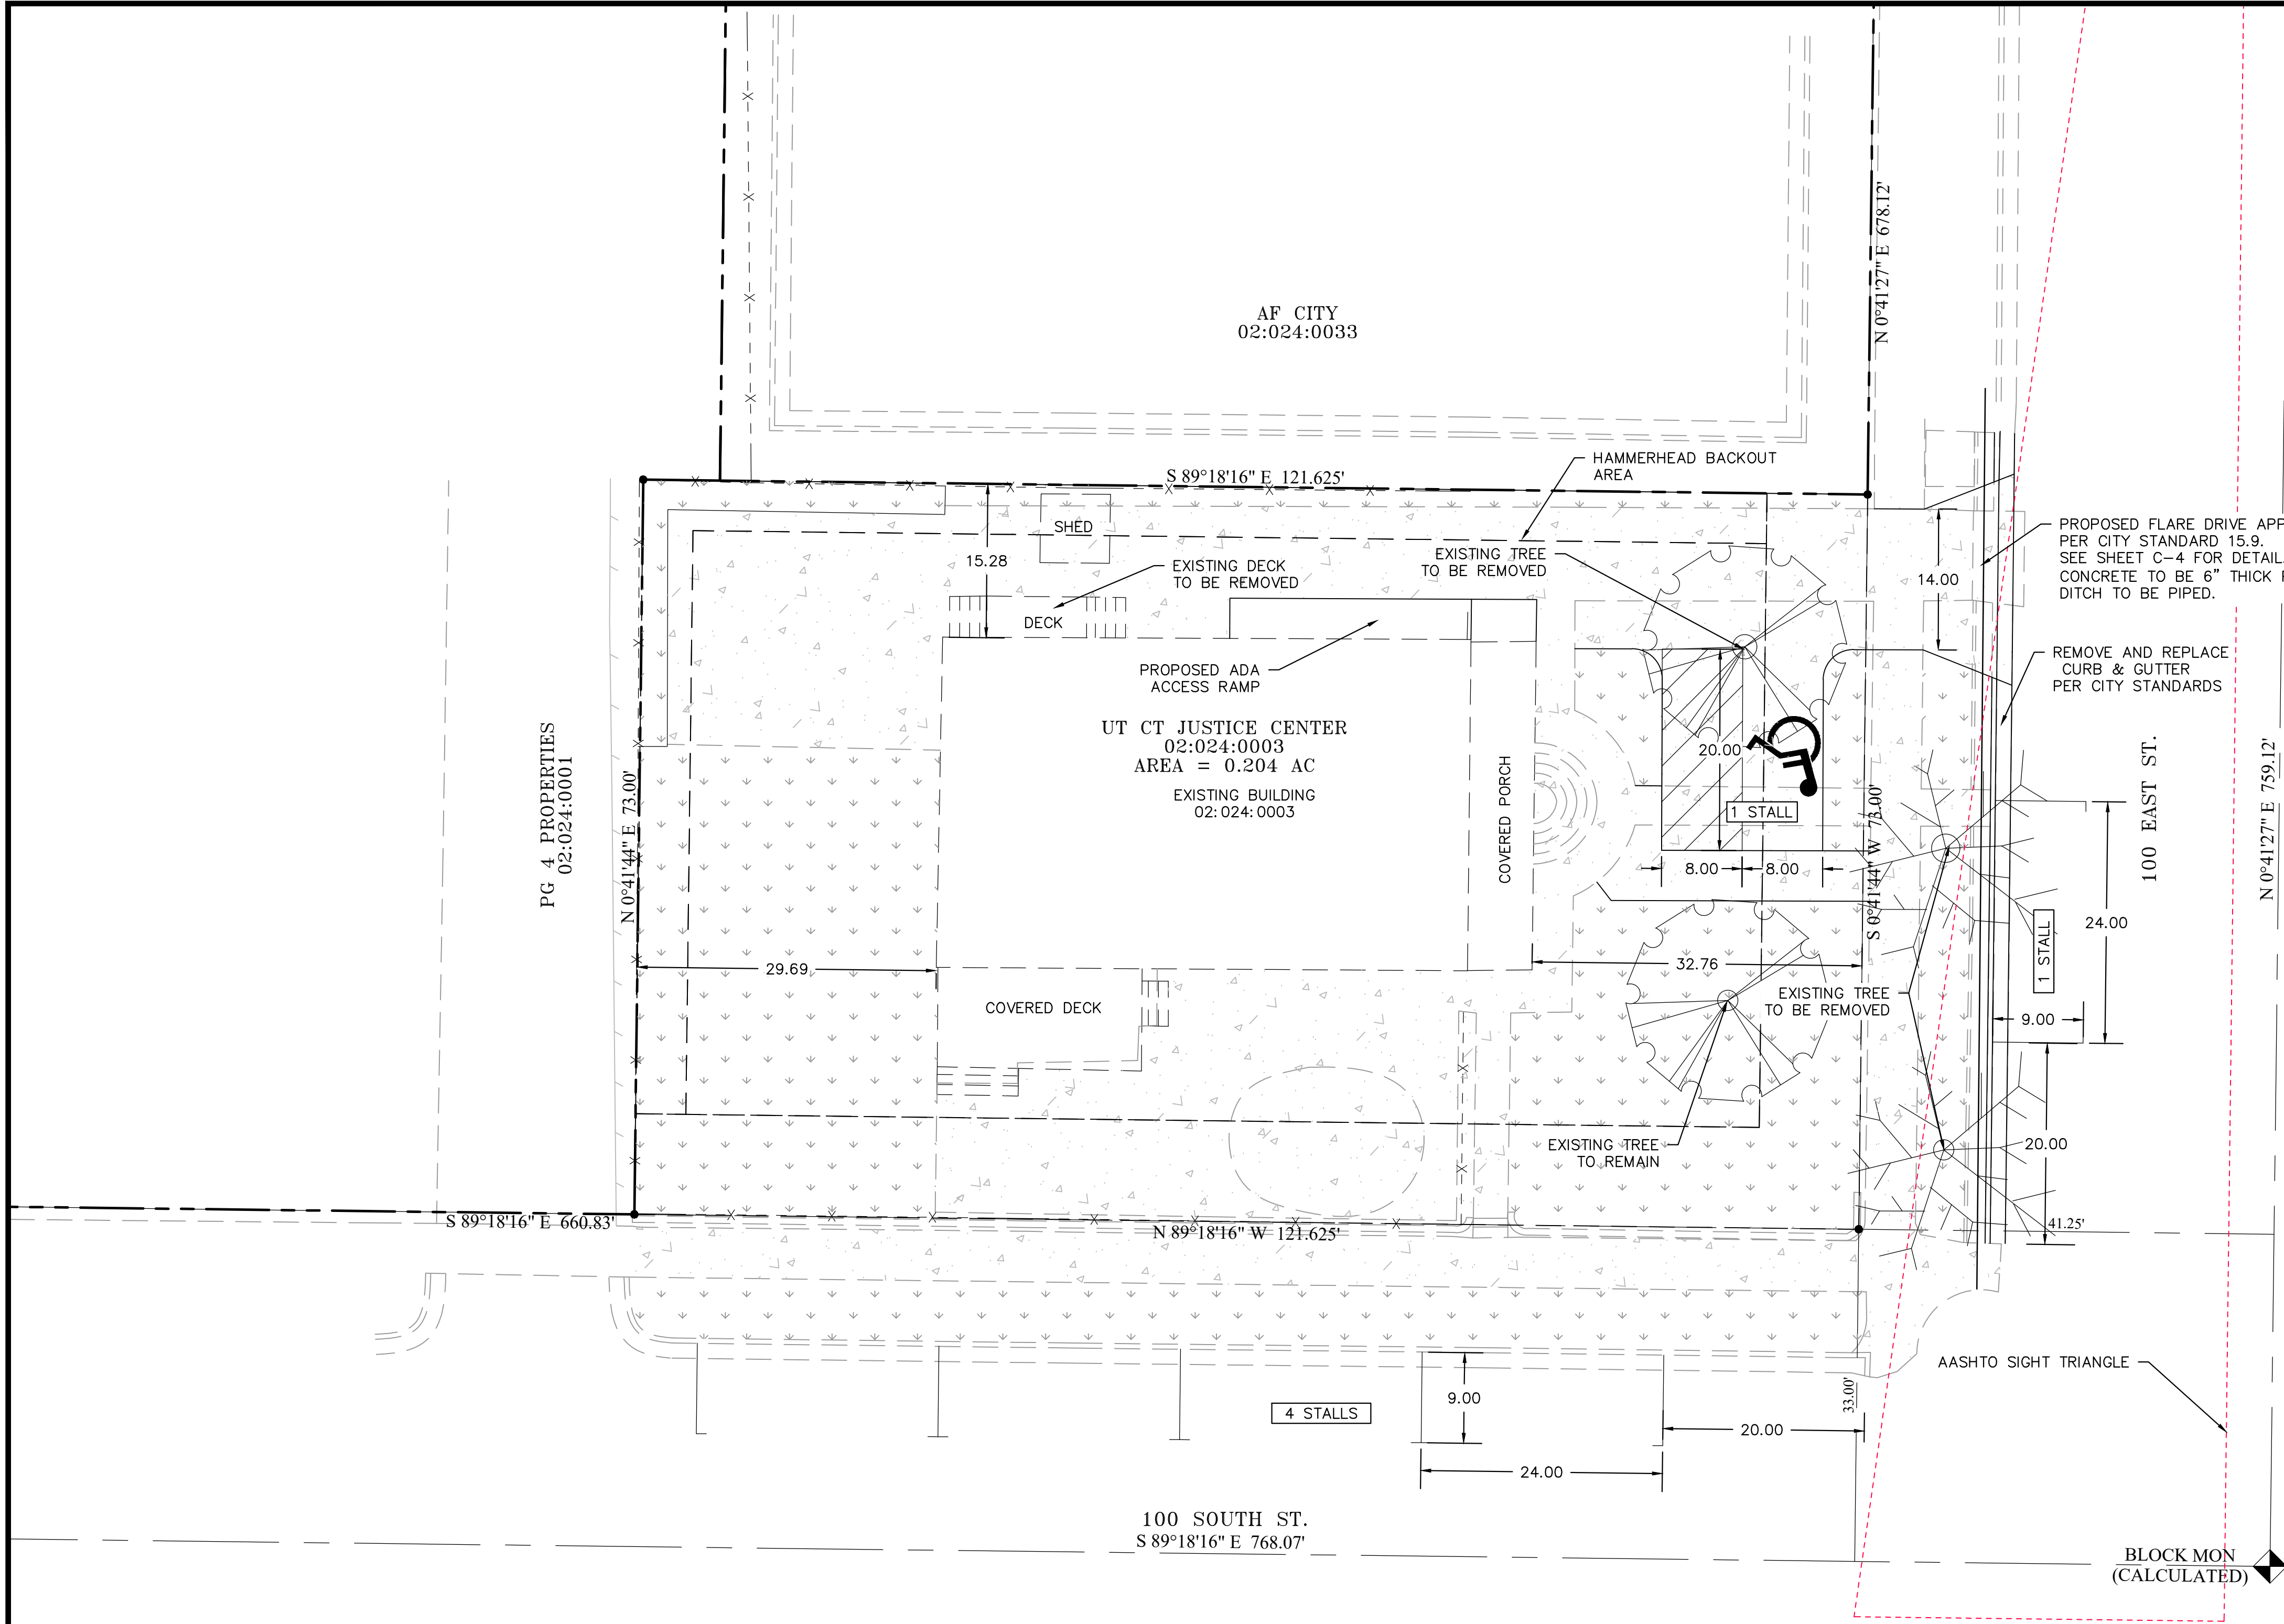 AF CITY
02:024:0033
N 0°41'27" E 678.12'
S 89°18'16" E 121.625'
HAMMERHEAD BACKOUT
AREA
SHED
15.28
EXISTING DECK
TO BE REMOVED
DECK
EXISTING TREE
TO BE REMOVED
14.00
PROPOSED FLARE DRIVE APP
PER CITY STANDARD 15.9.
SEE SHEET C-4 FOR DETAIL.
CONCRETE TO BE 6" THICK
DITCH TO BE PIPED.
REMOVE AND REPLACE
CURB & GUTTER
PER CITY STANDARDS
PROPOSED ADA
ACCESS RAMP
UT CT JUSTICE CENTER
02:024:0003
AREA = 0.204 AC
EXISTING BUILDING
02:024:0003
PG 4 PROPERTIES
02:024:0001
N 0°41'44" E 73.00'
COVERED PORCH
20.00
1 STALL
8.00
8.00
S 0°41'44" W 73.00'
100 EAST ST.
N 0°41'27" E 759.12'
24.00
1 STALL
9.00
29.69
32.76
COVERED DECK
EXISTING TREE
TO BE REMOVED
EXISTING TREE
TO REMAIN
20.00
41.25'
S 89°18'16" E 660.83'
N 89°18'16" W 121.625'
AASHTO SIGHT TRIANGLE
33.00'
9.00
4 STALLS
20.00
24.00
100 SOUTH ST.
S 89°18'16" E 768.07'
BLOCK MON
(CALCULATED)